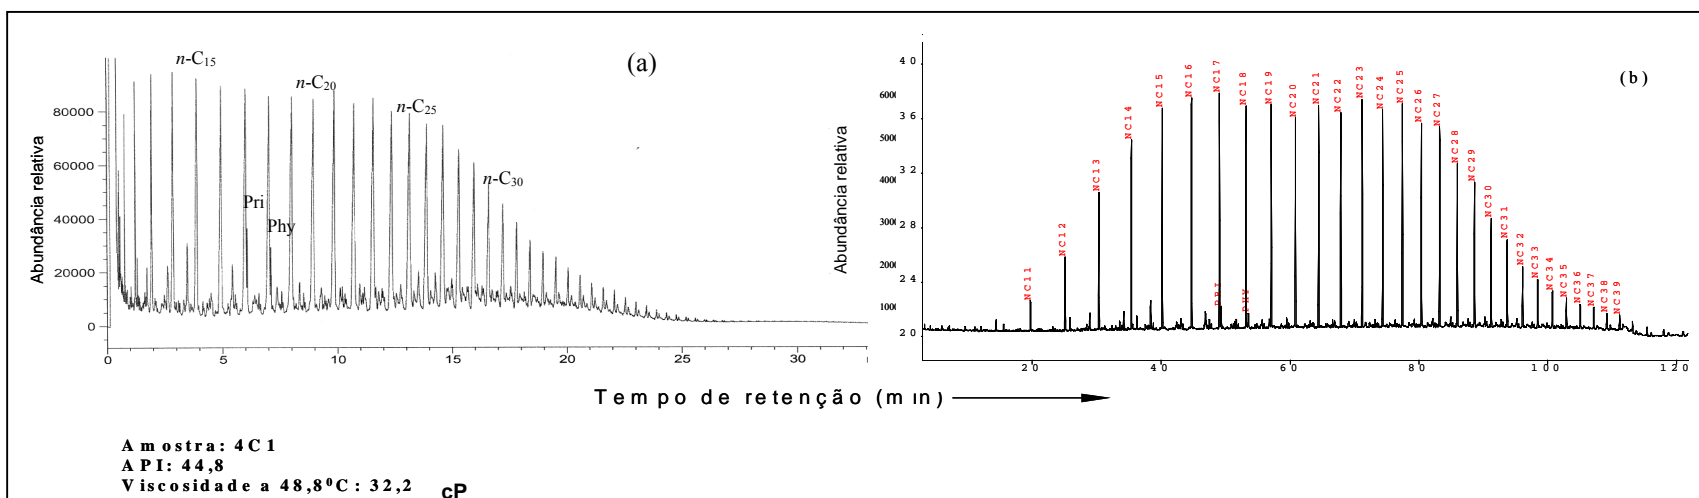 (a)
n-C15
n-C20
n-C25
n-C30
Pri
Phy
Abundância relativa
80000
60000
40000
20000
0
0 5 10 15 20 25 30
(b)
NC11 NC12 NC13 NC14 NC15 NC16 NC17 NC18 NC19 NC20 NC21 NC22 NC23 NC24 NC25 NC26 NC27 NC28 NC29 NC30 NC31 NC32 NC33 NC34 NC35 NC36 NC37 NC38 NC39
PRI PHY
Abundância relativa
40
36
32
28
24
20
20 40 60 80 100 120
Tempo de retenção (min)
Amostra: 4C1
API: 44,8
Viscosidade a 48,8⁰C: 32,2 cP